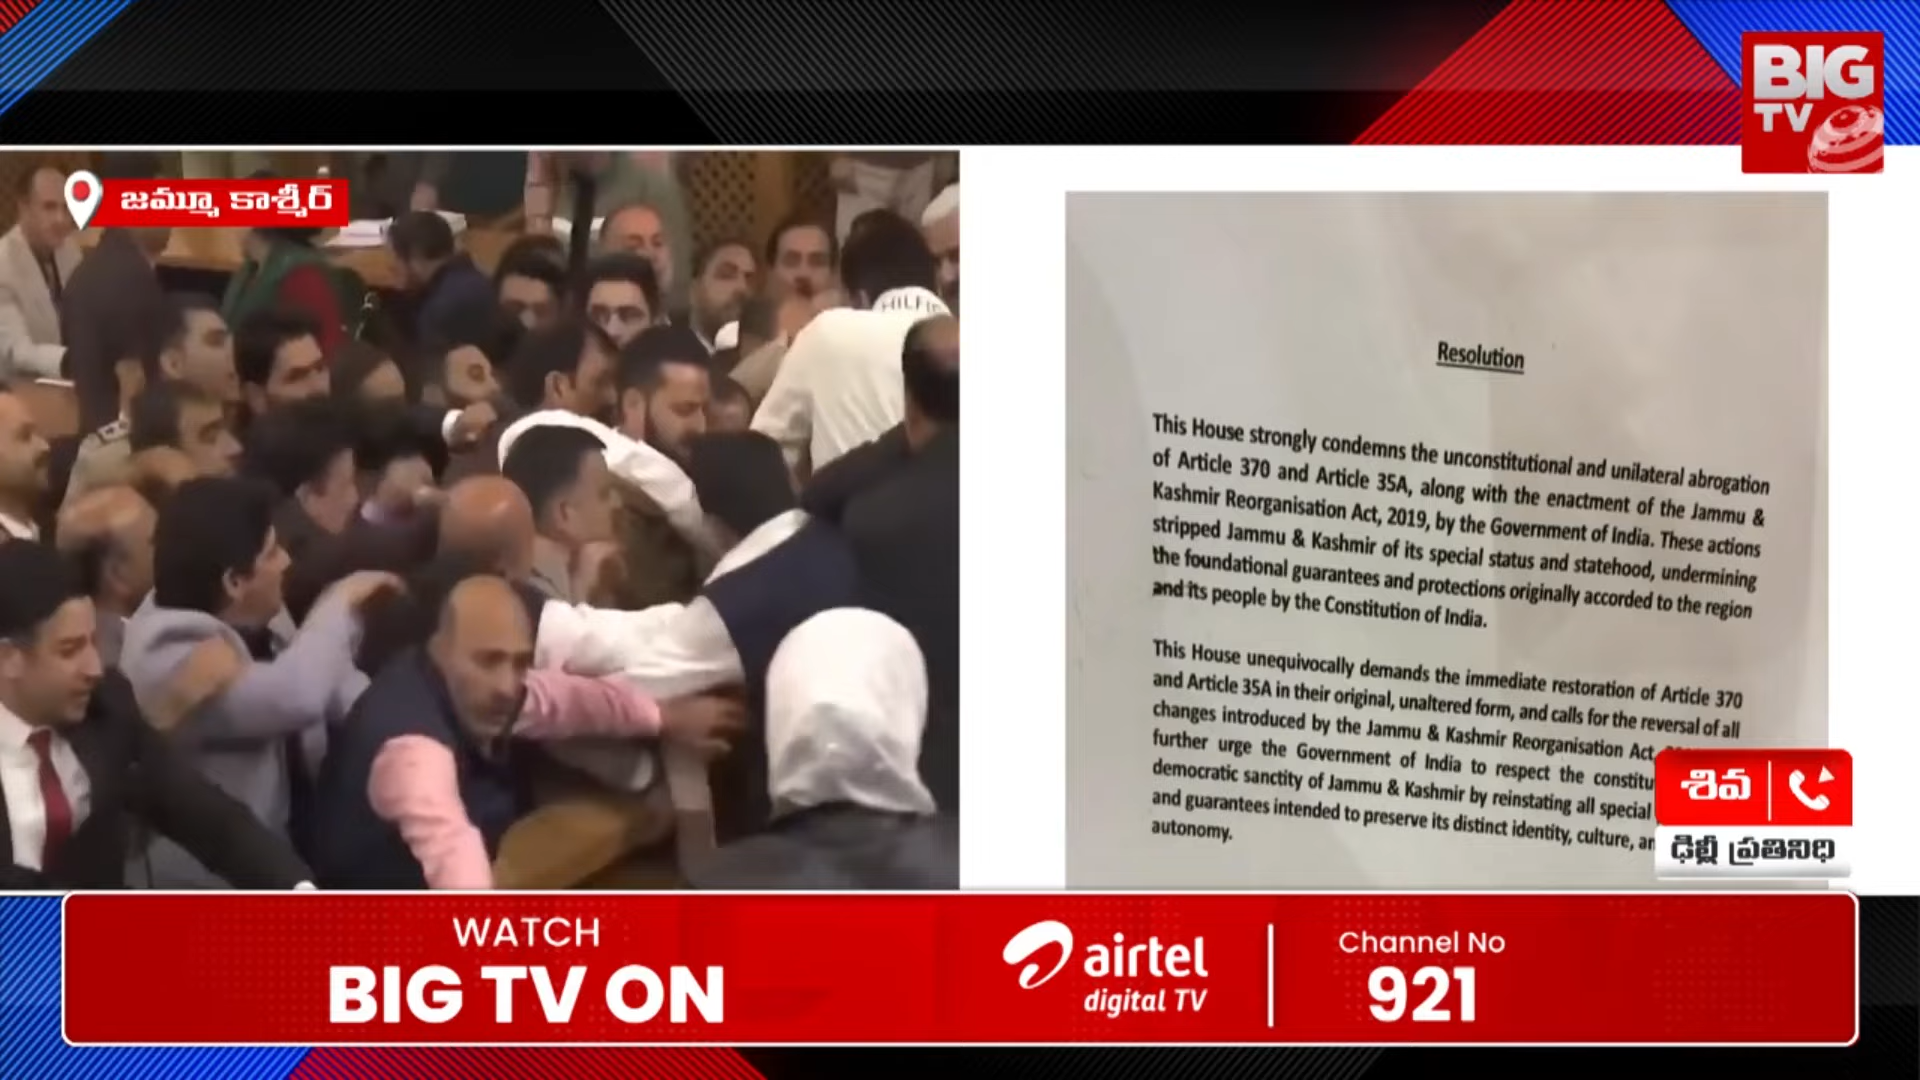 BIG
TV
జమ్మూ కాశ్మీర్
HILFI
Resolution
This House strongly condemns the unconstitutional and unilateral abrogation
of Article 370 and Article 35A, along with the enactment of the Jammu &
Kashmir Reorganisation Act, 2019, by the Government of India. These actions
stripped Jammu & Kashmir of its special status and statehood, undermining
the foundational guarantees and protections originally accorded to the region
and its people by the Constitution of India.
This House unequivocally demands the immediate restoration of Article 370
and Article 35A in their original, unaltered form, and calls for the reversal of all
changes introduced by the Jammu & Kashmir Reorganisation Act,
further urge the Government of India to respect the
democratic sanctity of Jammu & Kashmir by reinstating all special
and guarantees intended to preserve its distinct identity, culture,
autonomy.
శివ
ఢిల్లీ ప్రతినిధి
WATCH
BIG TV ON
airtel
digital TV
Channel No
921